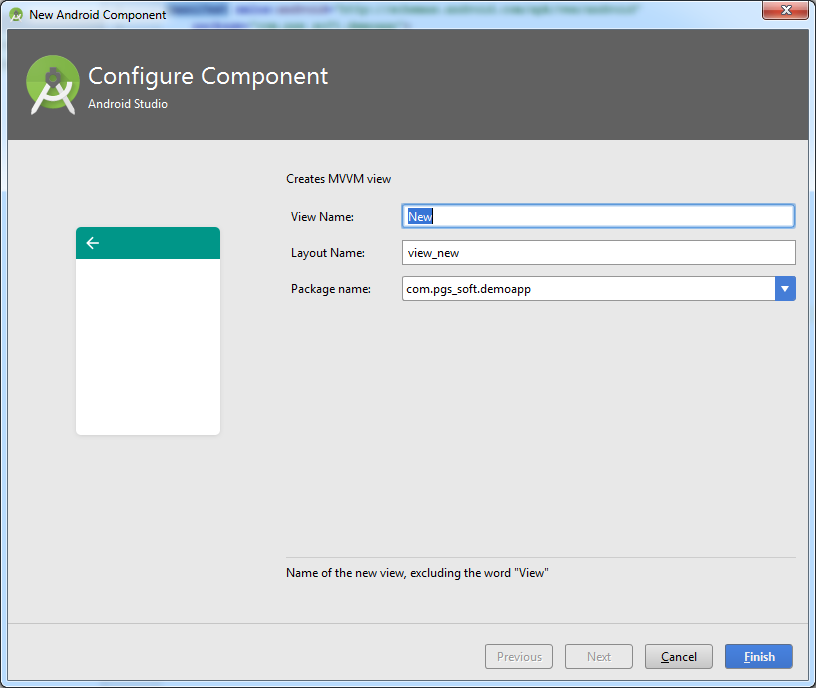 New Android Component
Configure Component
Android Studio
Creates MVVM view
View Name:
New
Layout Name:
view_new
Package name:
com.pgs_soft.demoapp
Name of the new view, excluding the word "View"
Previous
Next
Cancel
Finish